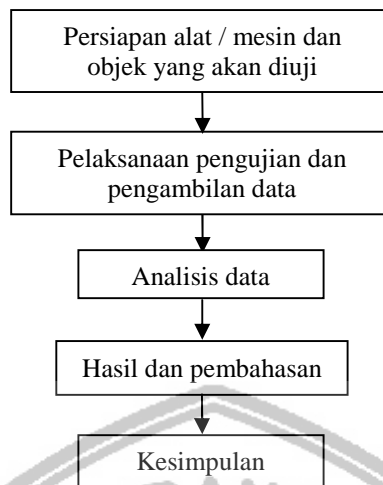 Persiapan alat / mesin dan
objek yang akan diuji
Pelaksanaan pengujian dan
pengambilan data
Analisis data
Hasil dan pembahasan
Kesimpulan